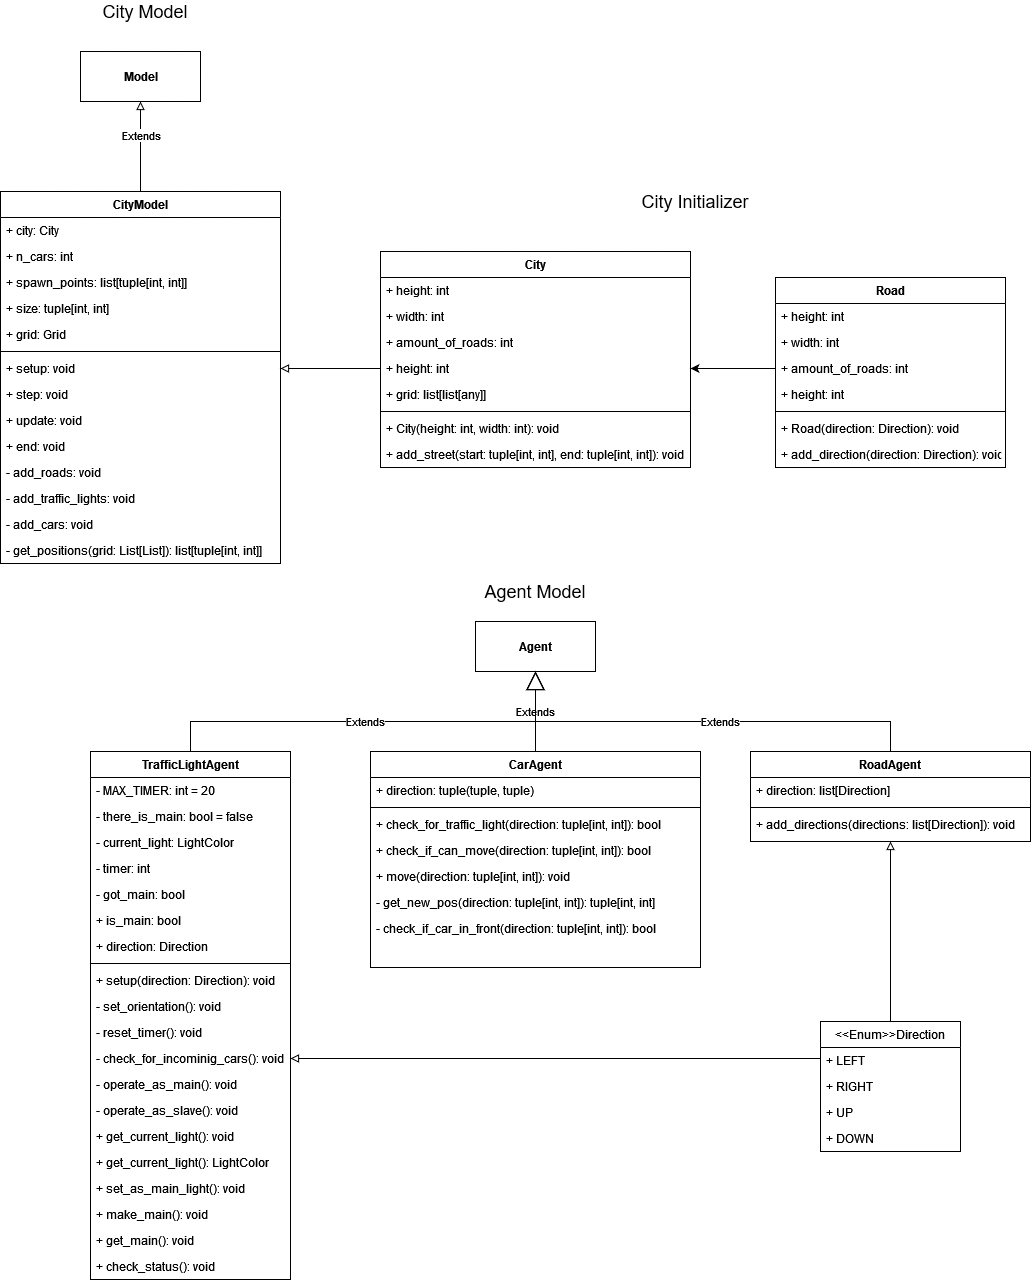 City Model
Model
Extends
CityModel
+ city: City
+ n_cars: int
+ spawn_points: list[tuple[int, int]]
+ size: tuple[int, int]
+ grid: Grid
+ setup: void
+ step: void
+ update: void
+ end: void
- add_roads: void
- add_traffic_lights: void
- add_cars: void
- get_positions(grid: List[List]): list[tuple[int, int]]
City Initializer
City
+ height: int
+ width: int
+ amount_of_roads: int
+ height: int
+ grid: list[list[any]]
+ City(height: int, width: int): void
+ add_street(start: tuple[int, int], end: tuple[int, int]): void
Road
+ height: int
+ width: int
+ amount_of_roads: int
+ height: int
+ Road(direction: Direction): void
+ add_direction(direction: Direction): void
Agent Model
Agent
Extends
Extends
Extends
TrafficLightAgent
- MAX_TIMER: int = 20
- there_is_main: bool = false
- current_light: LightColor
- timer: int
- got_main: bool
+ is_main: bool
+ direction: Direction
+ setup(direction: Direction): void
- set_orientation(): void
- reset_timer(): void
- check_for_incominig_cars(): void
- operate_as_main(): void
- operate_as_slave(): void
+ get_current_light(): void
+ get_current_light(): LightColor
+ set_as_main_light(): void
+ make_main(): void
+ get_main(): void
+ check_status(): void
CarAgent
+ direction: tuple(tuple, tuple)
+ check_for_traffic_light(direction: tuple[int, int]): bool
+ check_if_can_move(direction: tuple[int, int]): bool
+ move(direction: tuple[int, int]): void
- get_new_pos(direction: tuple[int, int]): tuple[int, int]
- check_if_car_in_front(direction: tuple[int, int]): bool
RoadAgent
+ direction: list[Direction]
+ add_directions(directions: list[Direction]): void
<<Enum>>Direction
+ LEFT
+ RIGHT
+ UP
+ DOWN